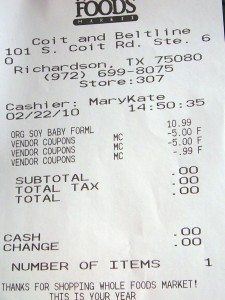 FOODS
MARKET
Coit and Beltline
101 S. Coit Rd. Ste. 6
0
Richardson, TX 75080
(972) 699-8075
Store:307
Cashier: MaryKate
02/22/10 14:50:35
ORG SOY BABY FORML 10.99
VENDOR COUPONS MC -5.00 F
VENDOR COUPONS MC -5.00 F
VENDOR COUPONS MC -.99 F
SUBTOTAL .00
TOTAL TAX .00
TOTAL .00
CASH .00
CHANGE .00
NUMBER OF ITEMS 1
THANKS FOR SHOPPING WHOLE FOODS MARKET!
THIS IS YOUR YEAR